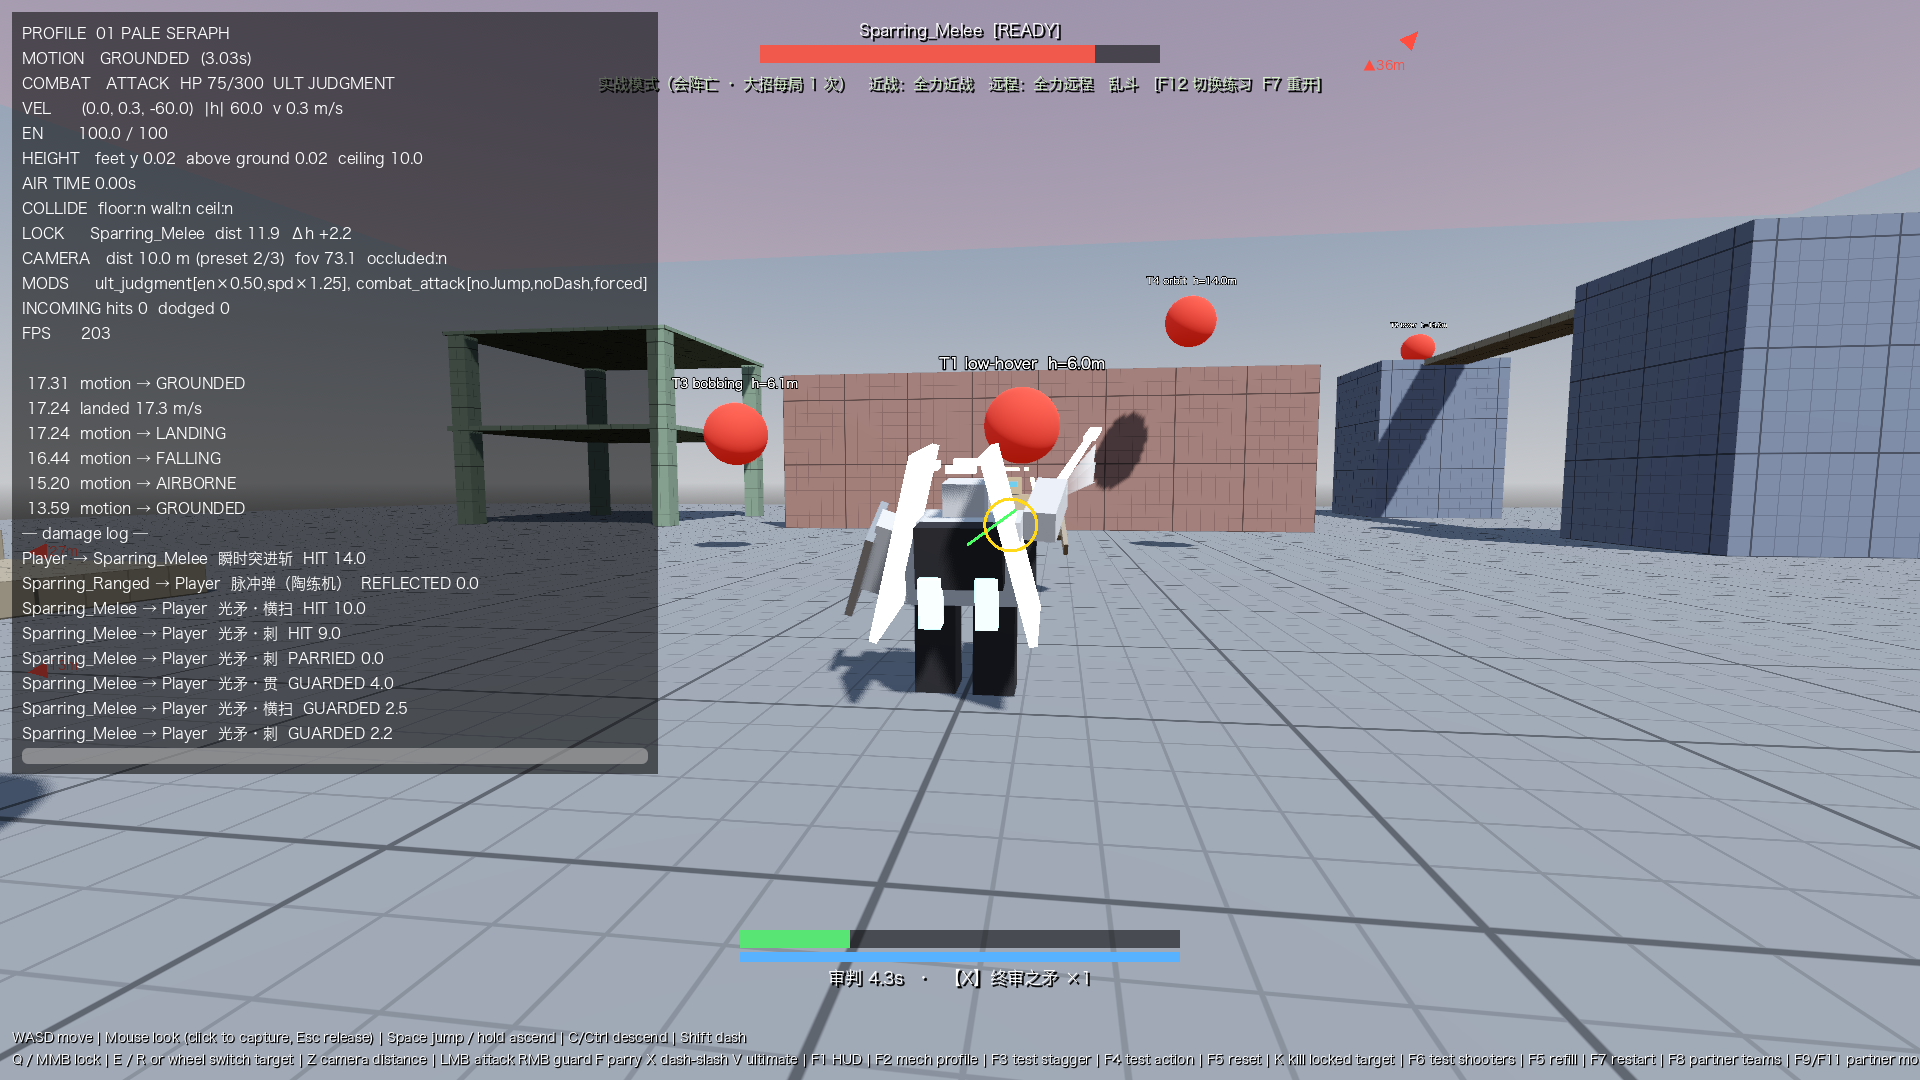 PROFILE  01 PALE SERAPH
MOTION   GROUNDED  (3.03s)
COMBAT   ATTACK  HP 75/300  ULT JUDGMENT
VEL      (0.0, 0.3, -60.0)  |h| 60.0  v 0.3 m/s
EN       100.0 / 100
HEIGHT   feet y 0.02  above ground 0.02  ceiling 10.0
AIR TIME 0.00s
COLLIDE  floor:n wall:n ceil:n
LOCK     Sparring_Melee  dist 11.9  Δh +2.2
CAMERA   dist 10.0 m (preset 2/3)  fov 73.1  occluded:n
MODS     ult_judgment[en×0.50,spd×1.25], combat_attack[noJump,noDash,forced]
INCOMING hits 0  dodged 0
FPS      203
17.31  motion → GROUNDED
17.24  landed 17.3 m/s
17.24  motion → LANDING
16.44  motion → FALLING
15.20  motion → AIRBORNE
13.59  motion → GROUNDED
— damage log —
Player → Sparring_Melee  瞬时突进斩  HIT 14.0
Sparring_Ranged → Player  脉冲弹（陶练机）  REFLECTED 0.0
Sparring_Melee → Player  光矛·横扫  HIT 10.0
Sparring_Melee → Player  光矛·刺  HIT 9.0
Sparring_Melee → Player  光矛·刺  PARRIED 0.0
Sparring_Melee → Player  光矛·贯  GUARDED 4.0
Sparring_Melee → Player  光矛·横扫  GUARDED 2.5
Sparring_Melee → Player  光矛·刺  GUARDED 2.2
Sparring_Melee  [READY]
实战模式（会阵亡 · 大招每局 1 次）  近战: 全力近战  远程: 全力远程  乱斗  [F12 切换练习  F7 重开]
▲36m
T4 orbit  h=14.0m
T1 low-hover  h=6.0m
T3 bobbing  h=6.1m
审判 4.3s  ·  【X】终审之矛 ×1
WASD move | Mouse look (click to capture, Esc release) | Space jump / hold ascend | C/Ctrl descend | Shift dash
Q / MMB lock | E / R or wheel switch target | Z camera distance | LMB attack RMB guard F parry X dash-slash V ultimate | F1 HUD | F2 mech profile | F3 test stagger | F4 test action | F5 reset | K kill locked target | F6 test shooters | F5 refill | F7 restart | F8 partner teams | F9/F11 partner mo